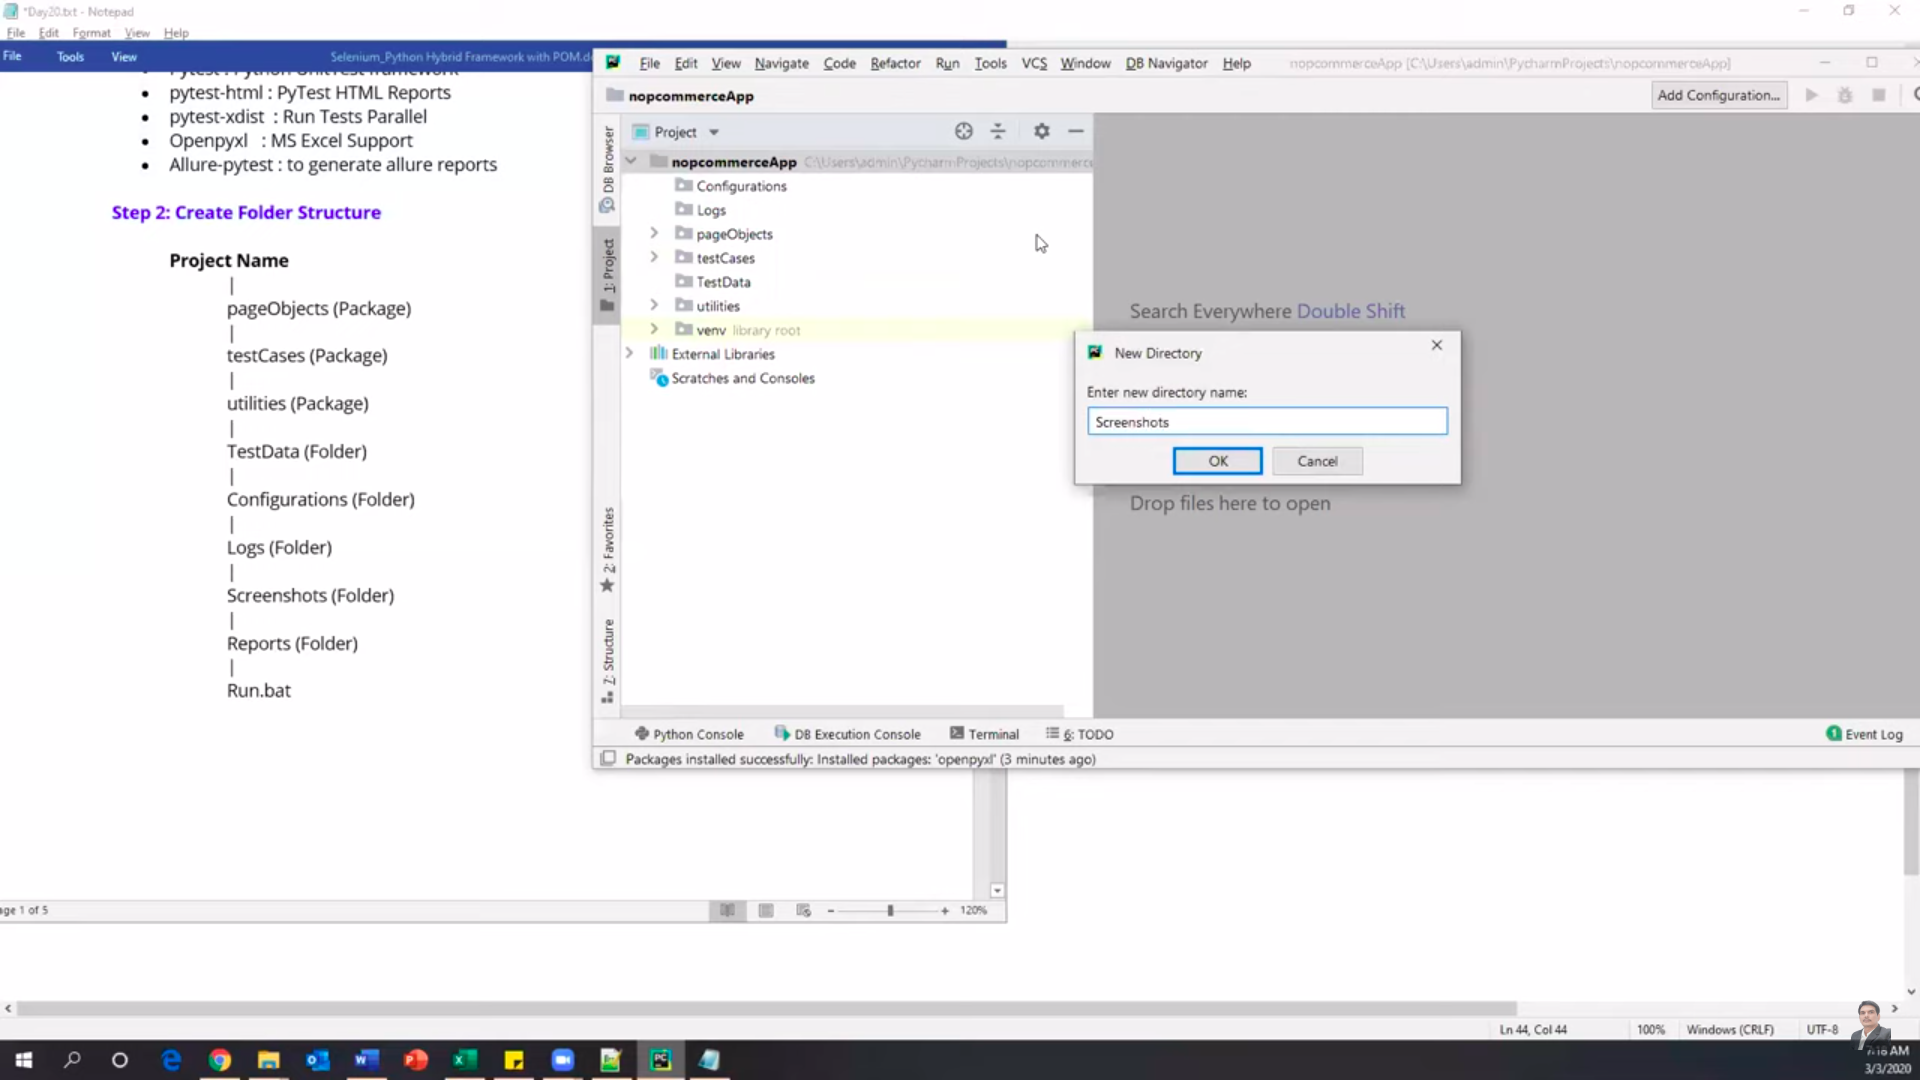 *Day20.txt - Notepad
File Edit Format View Help
File Tools View Selenium_Python Hybrid Framework with POM.d
pytest-html : PyTest HTML Reports
pytest-xdist : Run Tests Parallel
Openpyxl : MS Excel Support
Allure-pytest : to generate allure reports
Step 2: Create Folder Structure
Project Name
|
pageObjects (Package)
|
testCases (Package)
|
utilities (Package)
|
TestData (Folder)
|
Configurations (Folder)
|
Logs (Folder)
|
Screenshots (Folder)
|
Reports (Folder)
|
Run.bat
age 1 of 5
120%
File Edit View Navigate Code Refactor Run Tools VCS Window DB Navigator Help nopcommerceApp [C:\Users\admin\PycharmProjects\nopcommerceApp]
nopcommerceApp
Add Configuration...
DB Browser
1: Project
2: Favorites
7: Structure
Project
nopcommerceApp C:\Users\admin\PycharmProjects\nopcommerce
Configurations
Logs
pageObjects
testCases
TestData
utilities
venv library root
External Libraries
Scratches and Consoles
Search Everywhere Double Shift
New Directory
Enter new directory name:
Screenshots
OK Cancel
Drop files here to open
Python Console DB Execution Console Terminal 6: TODO
1 Event Log
Packages installed successfully: Installed packages: 'openpyxl' (3 minutes ago)
Ln 44, Col 44 100% Windows (CRLF) UTF-8
7:16 AM
3/3/2020